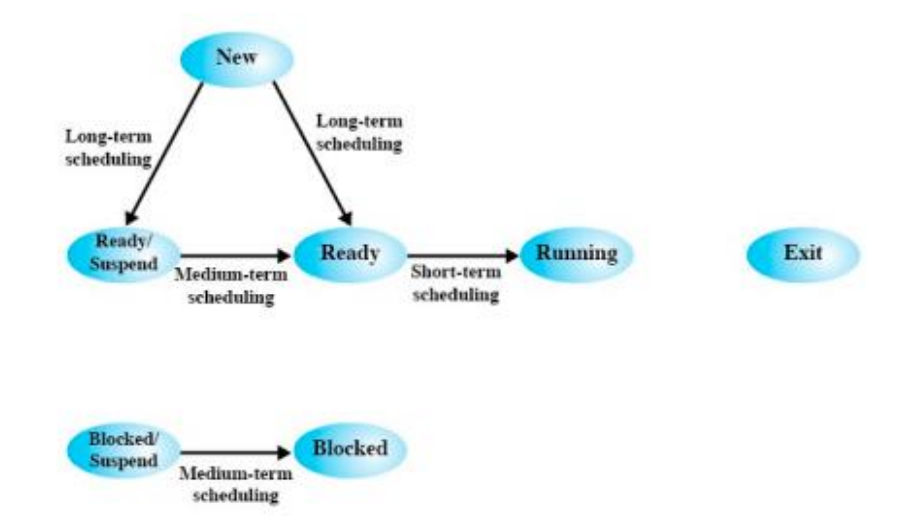 New
Long-term
scheduling
Long-term
scheduling
Ready/
Suspend
Medium-term
scheduling
Ready
Short-term
scheduling
Running
Exit
Blocked/
Suspend
Medium-term
scheduling
Blocked